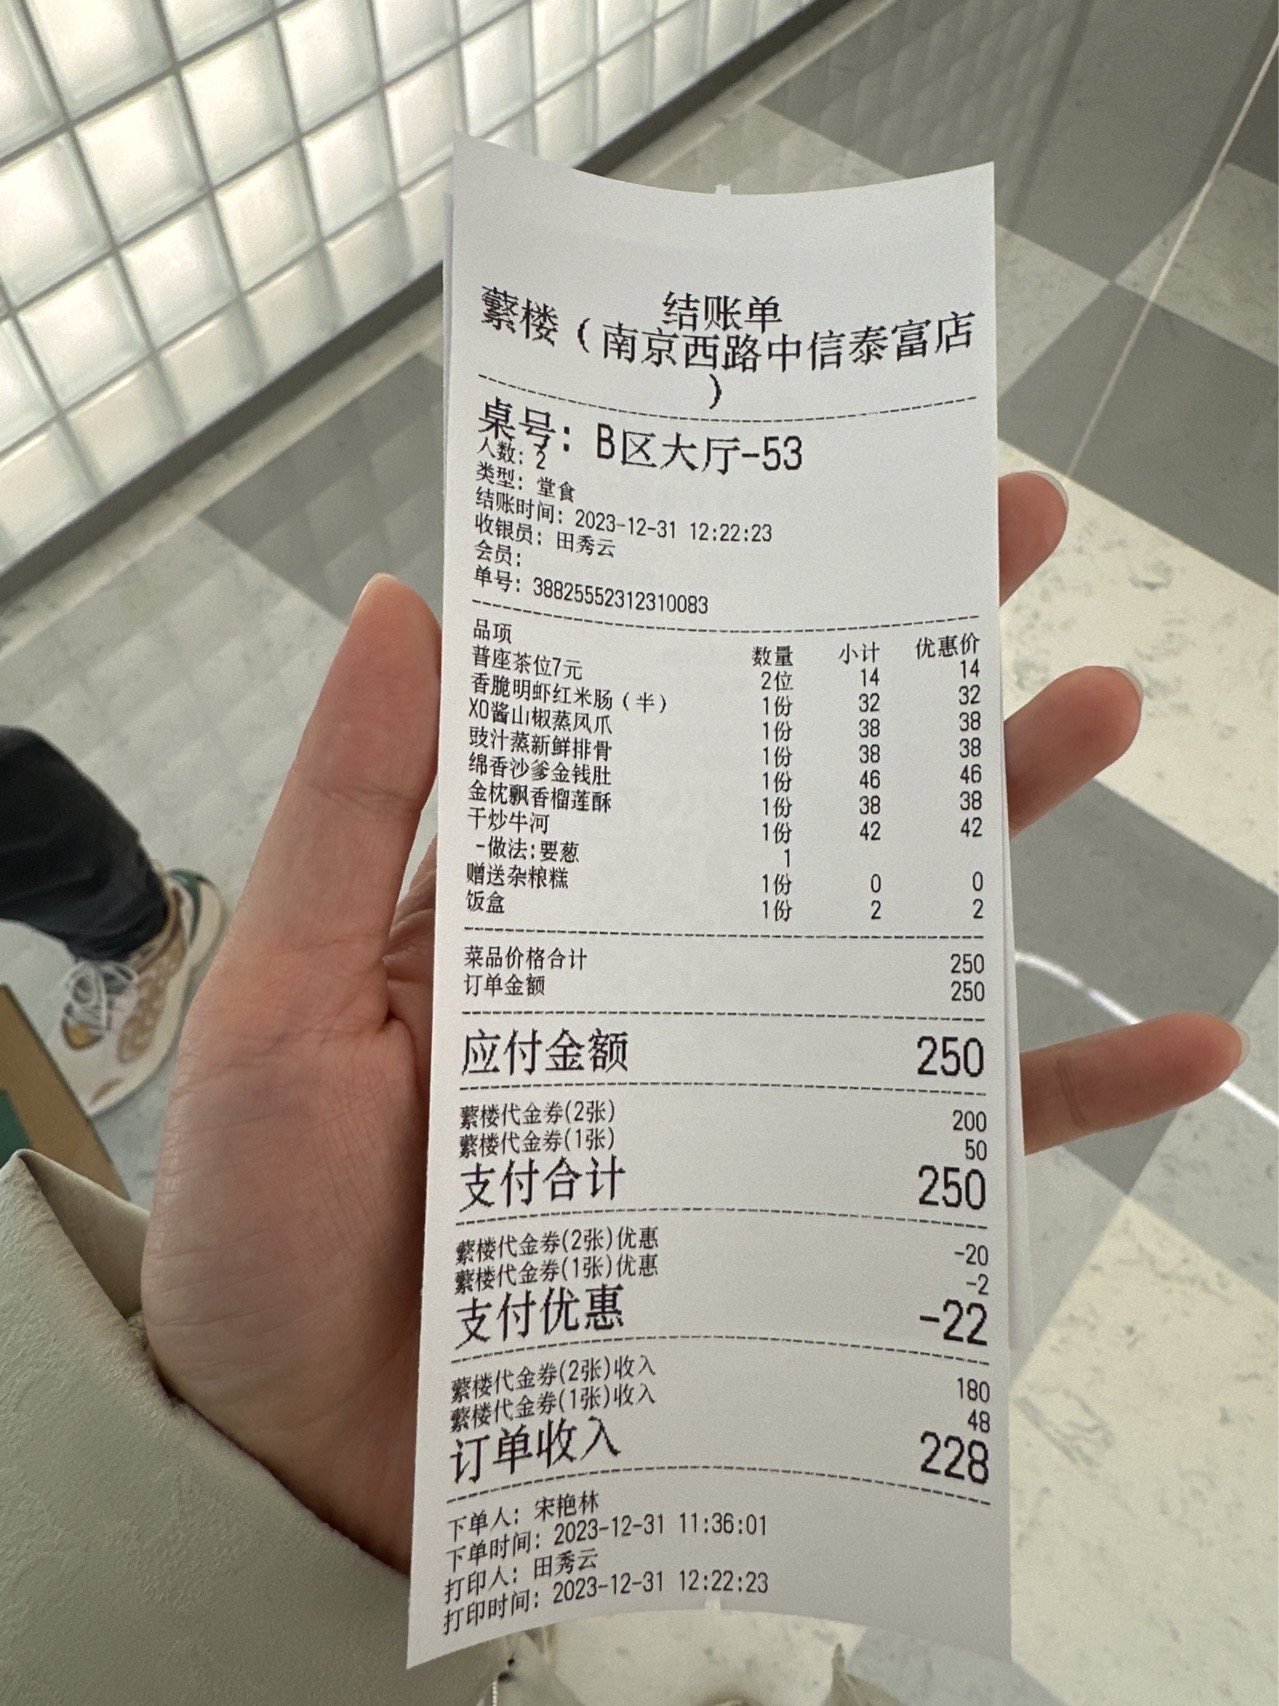 结账单
蘩楼（南京西路中信泰富店
）
桌号：B区大厅-53
人数：2
类型：堂食
结账时间：2023-12-31 12:22:23
收银员：田秀云
会员：
单号：38825552312310083
品项 数量 小计 优惠价
普座茶位7元 2位 14 14
香脆明虾红米肠（半） 1份 32 32
XO酱山椒蒸凤爪 1份 38 38
豉汁蒸新鲜排骨 1份 38 38
绵香沙爹金钱肚 1份 46 46
金枕飘香榴莲酥 1份 38 38
干炒牛河 1份 42 42
-做法:要葱 1
赠送杂粮糕 1份 0 0
饭盒 1份 2 2
菜品价格合计 250
订单金额 250
应付金额 250
蘩楼代金券(2张) 200
蘩楼代金券(1张) 50
支付合计 250
蘩楼代金券(2张)优惠 -20
蘩楼代金券(1张)优惠 -2
支付优惠 -22
蘩楼代金券(2张)收入 180
蘩楼代金券(1张)收入 48
订单收入 228
下单人：宋艳林
下单时间：2023-12-31 11:36:01
打印人：田秀云
打印时间：2023-12-31 12:22:23